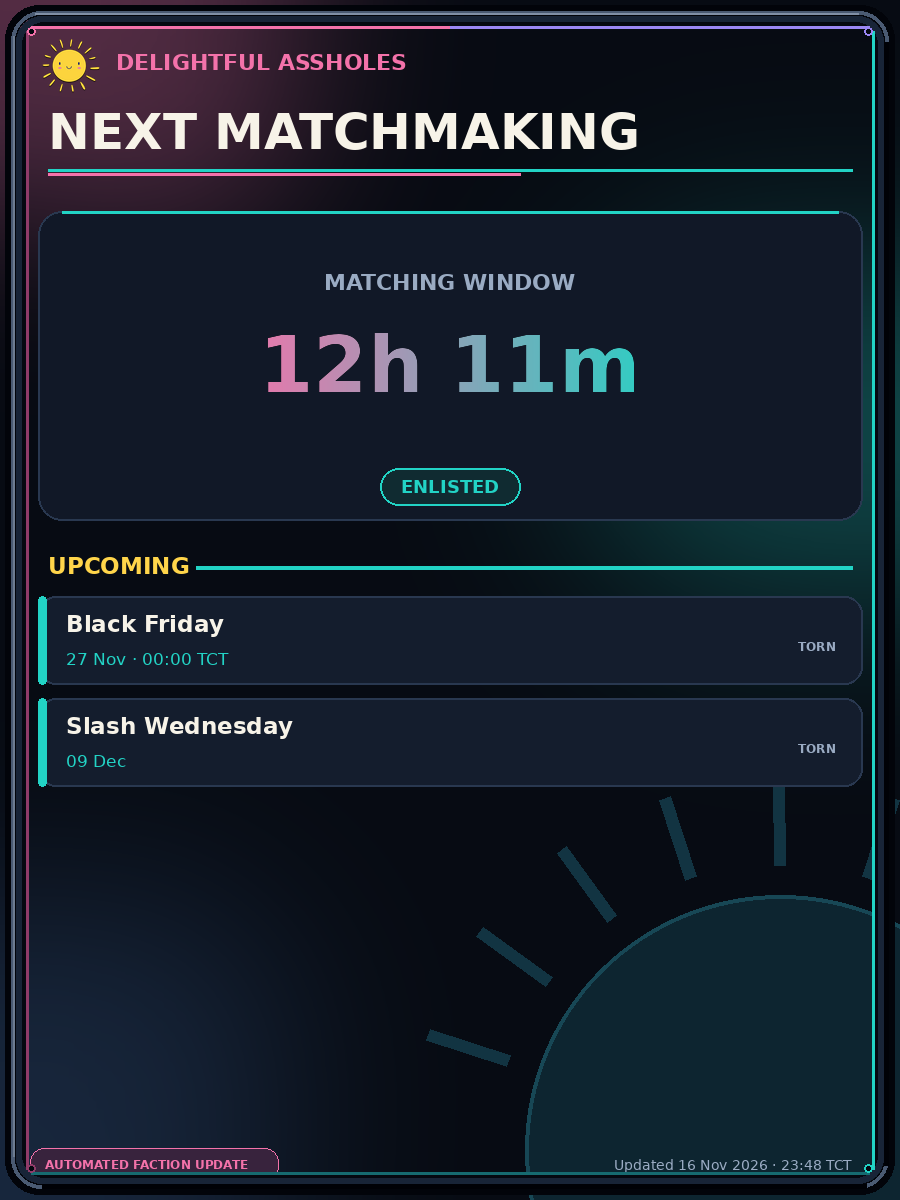 DELIGHTFUL ASSHOLES
NEXT MATCHMAKING
MATCHING WINDOW
12h 11m
ENLISTED
UPCOMING
Black Friday
27 Nov · 00:00 TCT
TORN
Slash Wednesday
09 Dec
TORN
AUTOMATED FACTION UPDATE
Updated 16 Nov 2026 · 23:48 TCT